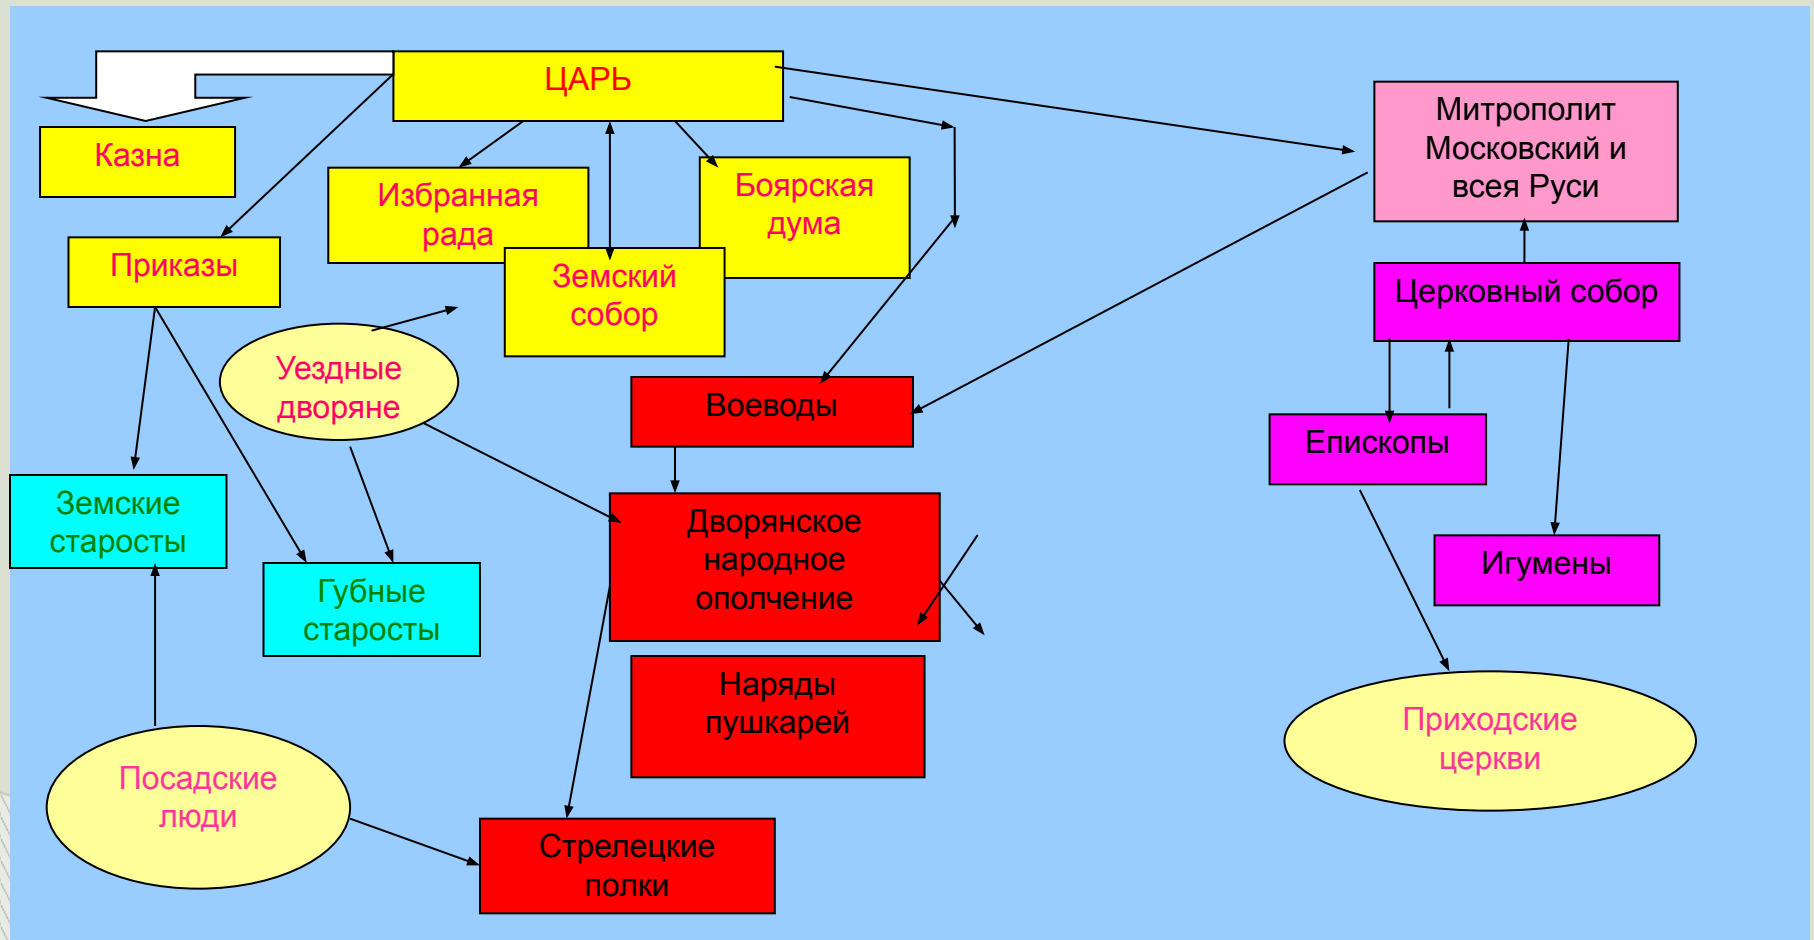 ЦАРЬ
Казна
Избранная
рада
Боярская
дума
Митрополит
Московский и
всея Руси
Приказы
Земский
собор
Церковный собор
Уездные
дворяне
Воеводы
Епископы
Земские
старосты
Дворянское
народное
ополчение
Игумены
Губные
старосты
Наряды
пушкарей
Приходские
церкви
Посадские
люди
Стрелецкие
полки